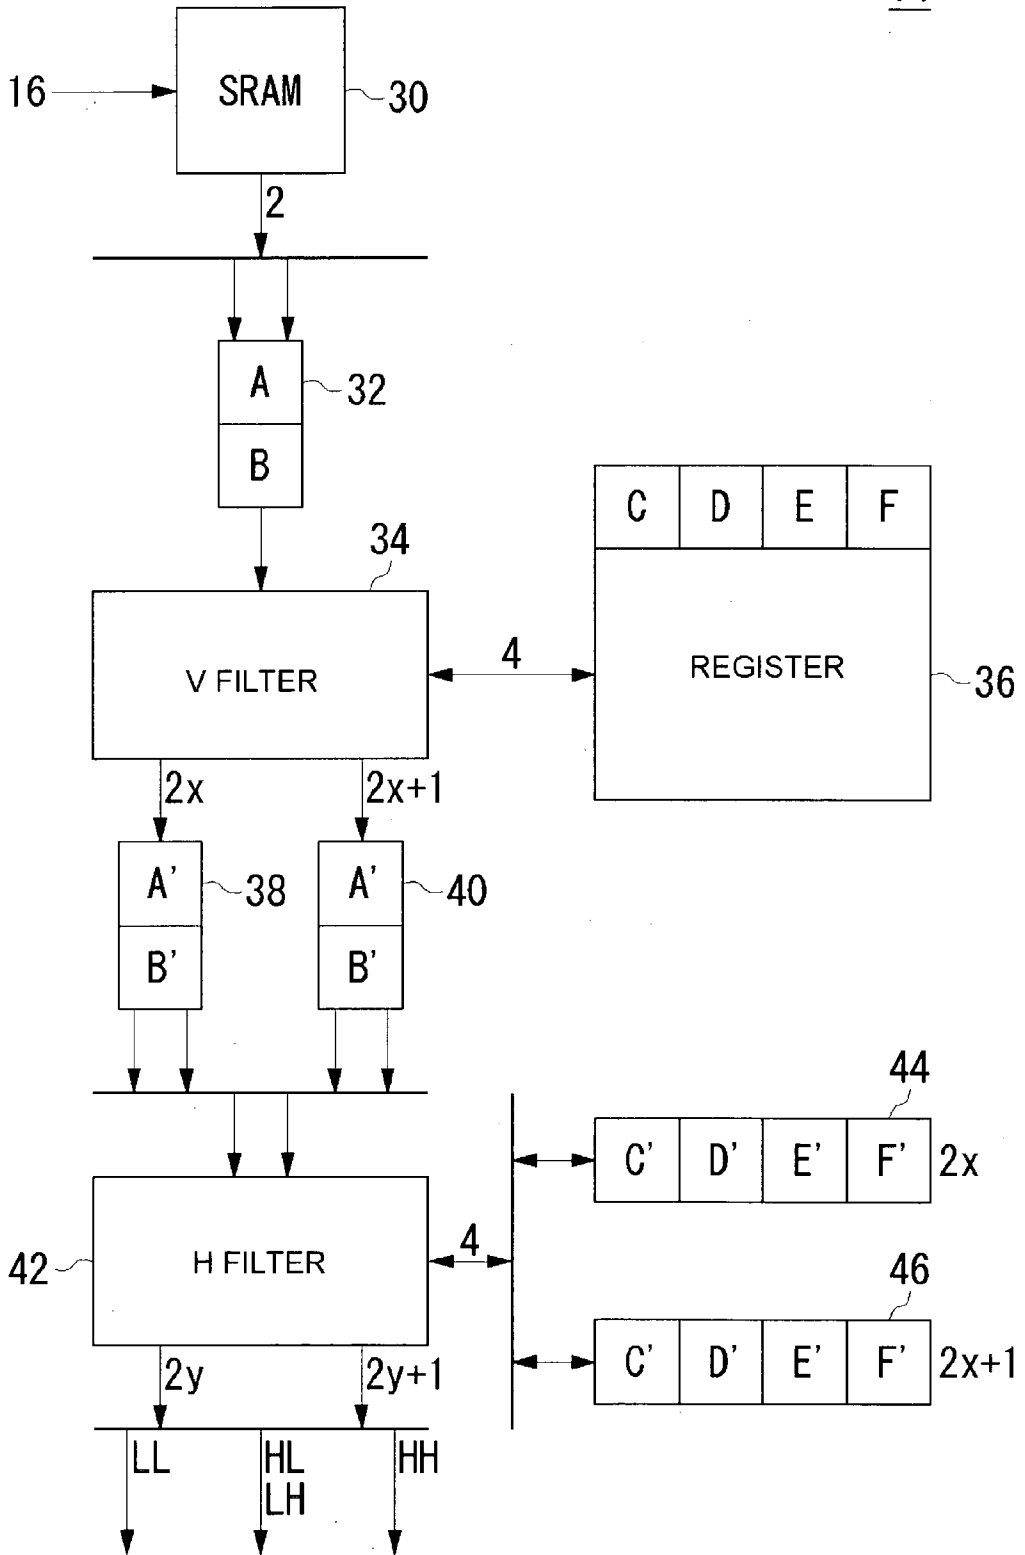 16
SRAM
30
2
A
32
B
C D E F
34
V FILTER
4
REGISTER
36
2x
2x+1
A'
38
A'
40
B'
B'
44
C' D' E' F'
2x
42
H FILTER
4
46
C' D' E' F'
2x+1
2y
2y+1
LL
HL
LH
HH